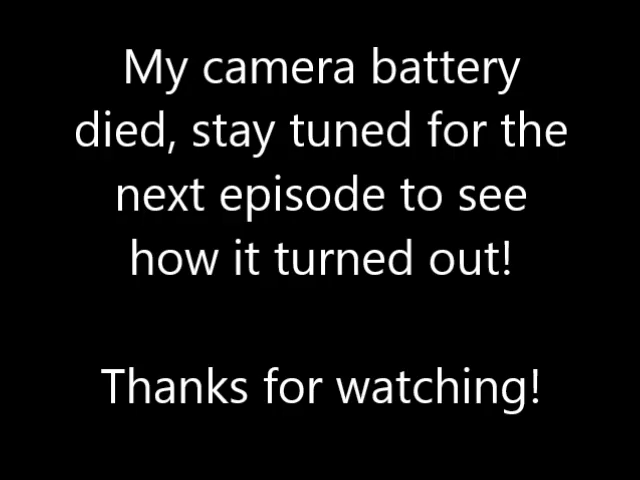 My camera battery
died, stay tuned for the
next episode to see
how it turned out!
Thanks for watching!